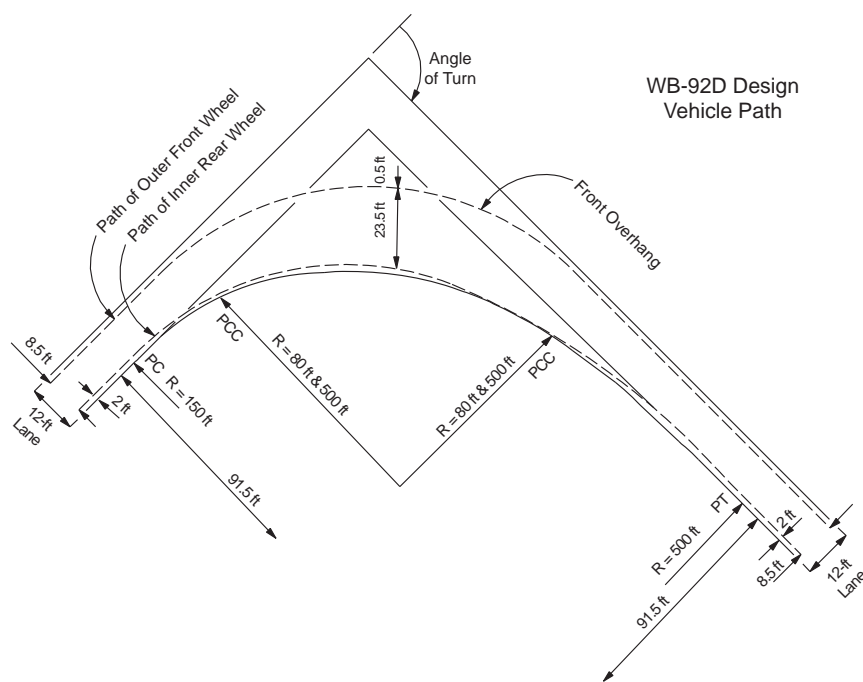 Angle
of Turn
WB-92D Design
Vehicle Path
Path of Outer Front Wheel
Path of Inner Rear Wheel
0.5 ft
23.5 ft
Front Overhang
8.5 ft
12-ft
Lane
2 ft
PC
R = 150 ft
91.5 ft
PCC
R = 80 ft & 500 ft
R = 80 ft & 500 ft
PCC
PT
R = 500 ft
91.5 ft
2 ft
8.5 ft
12-ft
Lane